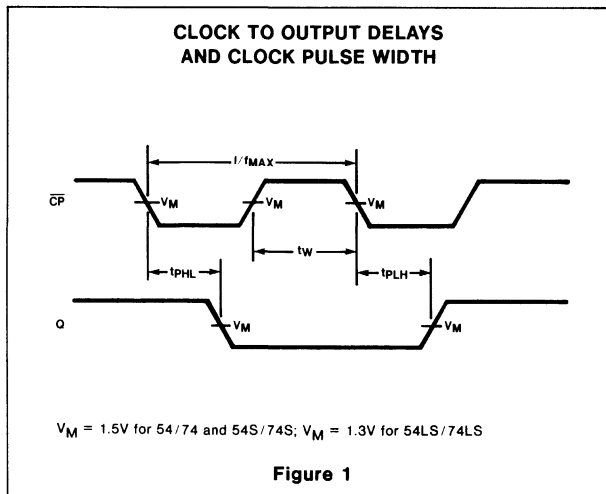 CLOCK TO OUTPUT DELAYS
AND CLOCK PULSE WIDTH
1/fMAX
CP
VM VM VM
tW
tPHL tPLH
Q
VM VM
VM = 1.5V for 54/74 and 54S/74S; VM = 1.3V for 54LS/74LS
Figure 1